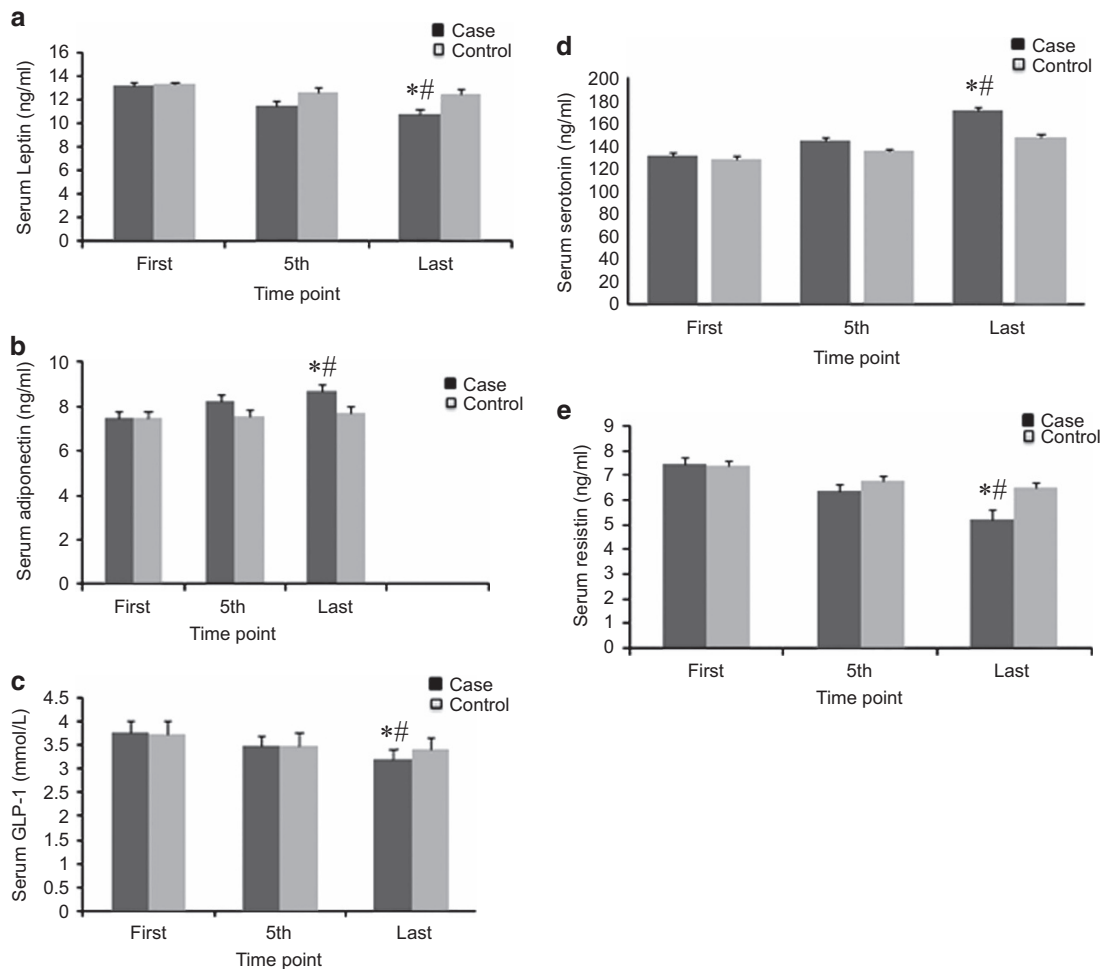 a
Case
Control
Serum Leptin (ng/ml)
16
14
12
10
8
6
4
2
0
*#
First
5th
Last
Time point
b
Case
Control
Serum adiponectin (ng/ml)
10
8
6
4
2
0
*#
First
5th
Last
Time point
c
Case
Control
Serum GLP-1 (mmol/L)
4.5
4
3.5
3
2.5
2
1.5
1
0.5
0
*#
First
5th
Last
Time point
d
Case
Control
Serum serotonin (ng/ml)
200
180
160
140
120
100
80
60
40
20
0
*#
First
5th
Last
Time point
e
Case
Control
Serum resistin (ng/ml)
9
8
7
6
5
4
3
2
1
0
*#
First
5th
Last
Time point